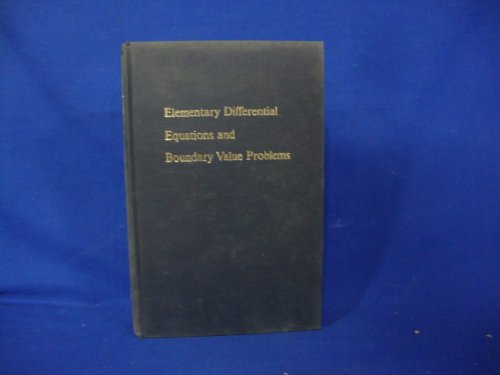 Elementary Differential
Equations and
Boundary Value Problems